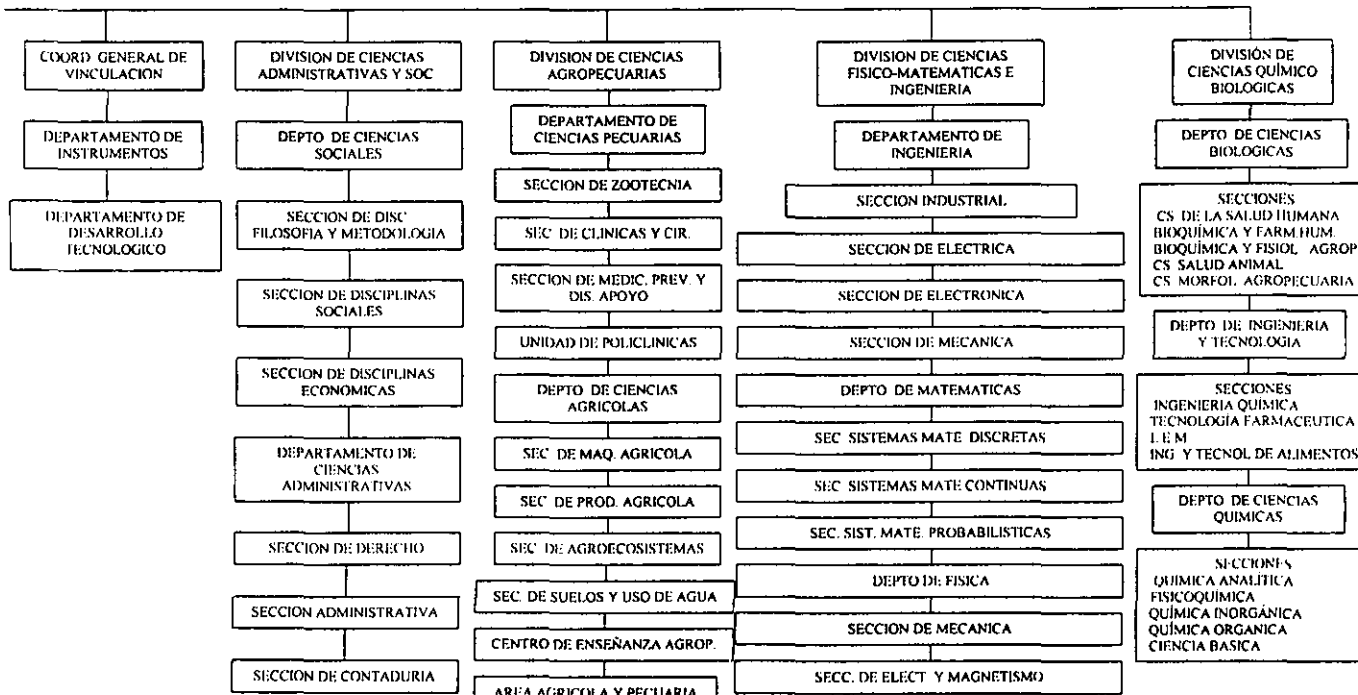 COORD GENERAL DE
VINCULACION
DEPARTAMENTO DE
INSTRUMENTOS
DEPARTAMENTO DE
DESARROLLO
TECNOLOGICO
DIVISION DE CIENCIAS
ADMINISTRATIVAS Y SOC
DEPTO DE CIENCIAS
SOCIALES
SECCION DE DISC
FILOSOFIA Y METODOLOGIA
SECCION DE DISCIPLINAS
SOCIALES
SECCION DE DISCIPLINAS
ECONOMICAS
DEPARTAMENTO DE
CIENCIAS
ADMINISTRATIVAS
SECCION DE DERECHO
SECCION ADMINISTRATIVA
SECCION DE CONTADURIA
DIVISION DE CIENCIAS
AGROPECUARIAS
DEPARTAMENTO DE
CIENCIAS PECUARIAS
SECCION DE ZOOTECNIA
SEC DE CLINICAS Y CIR.
SECCION DE MEDIC. PREV. Y
DIS. APOYO
UNIDAD DE POLICLINICAS
DEPTO DE CIENCIAS
AGRICOLAS
SEC DE MAQ. AGRICOLA
SEC DE PROD. AGRICOLA
SEC DE AGROECOSISTEMAS
SEC. DE SUELOS Y USO DE AGUA
CENTRO DE ENSEÑANZA AGROP.
AREA AGRICOLA Y PECUARIA
DIVISION DE CIENCIAS
FISICO-MATEMATICAS E
INGENIERIA
DEPARTAMENTO DE
INGENIERIA
SECCION INDUSTRIAL
SECCION DE ELECTRICA
SECCION DE ELECTRONICA
SECCION DE MECANICA
DEPTO DE MATEMATICAS
SEC SISTEMAS MATE DISCRETAS
SEC SISTEMAS MATE CONTINUAS
SEC. SIST. MATE. PROBABILISTICAS
DEPTO DE FISICA
SECCION DE MECANICA
SECC. DE ELECT Y MAGNETISMO
DIVISIÓN DE
CIENCIAS QUÍMICO
BIOLOGICAS
DEPTO DE CIENCIAS
BIOLOGICAS
SECCIONES
CS DE LA SALUD HUMANA
BIOQUÍMICA Y FARM.HUM.
BIOQUÍMICA Y FISIOL AGROP
CS SALUD ANIMAL
CS MORFOL AGROPECUARIA
DEPTO DE INGENIERIA
Y TECNOLOGIA
SECCIONES
INGENIERIA QUÍMICA
TECNOLOGÍA FARMACEUTICA
I. E M
ING Y TECNOL DE ALIMENTOS
DEPTO DE CIENCIAS
QUIMICAS
SECCIONES
QUIMICA ANALÍTICA
FISICOQUIMICA
QUÍMICA INORGÁNICA
QUÍMICA ORGANICA
CIENCIA BASICA